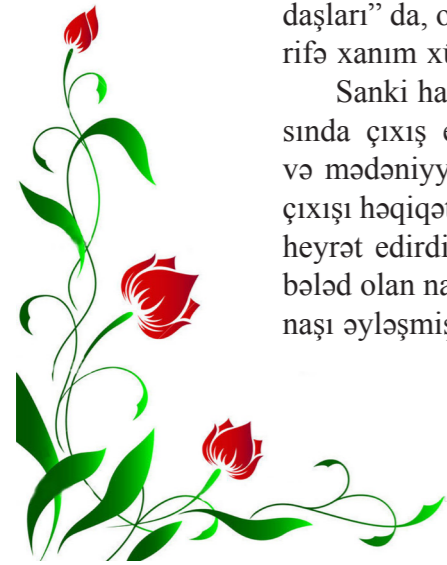 daşları” da, o
rifə xanım xü
Sanki ha
sında çıxış e
və mədəniyy
çıxışı həqiqət
heyrət edirdi
bələd olan na
naşı əyləşmiş